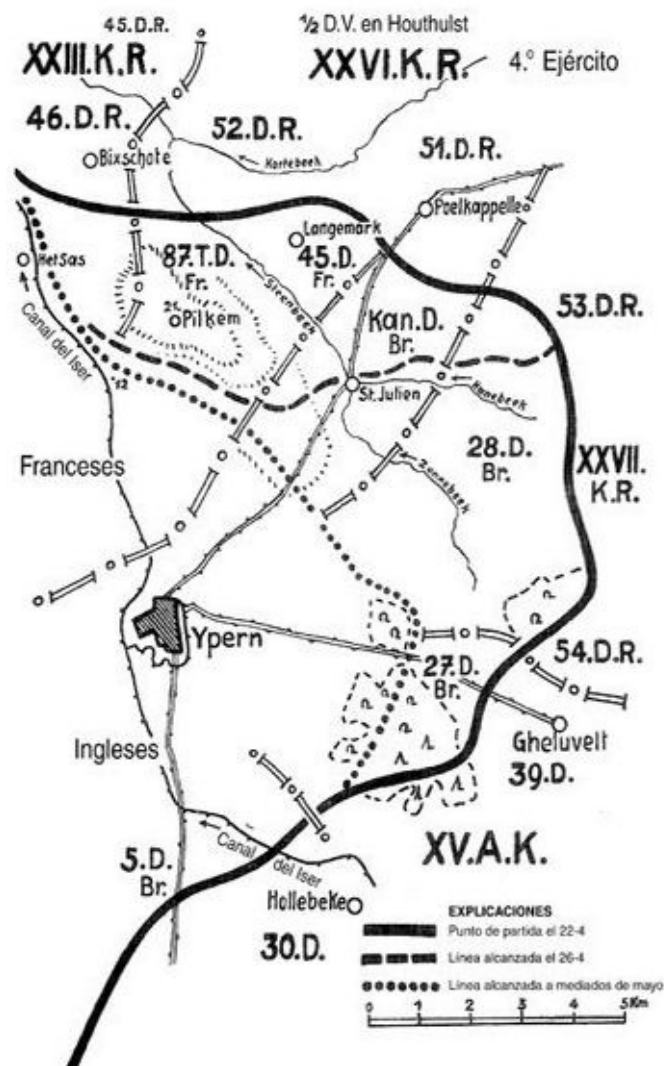 45.D.R.
½ D.V. en Houthulst
XXIII.K.R.
XXVI.K.R.
4.º Ejército
46.D.R.
52.D.R.
Bixschote
Kortebeek
51.D.R.
Poelkappelle
Langemark
HetSas
87.T.D.
Fr.
45.D.
Fr.
Steenbeek
53.D.R.
Pilkem
Kan.D.
Br.
Canal del Iser
St.Julien
Hanebeek
28.D.
Br.
Zonnebeek
XXVII.
K.R.
Franceses
Ypern
54.D.R.
27.D.
Br.
Gheluvelt
39.D.
Ingleses
5.D.
Br.
Canal
del Iser
XV.A.K.
Hollebeke
30.D.
EXPLICACIONES
Punto de partida el 22-4
Línea alcanzada el 26-4
Línea alcanzada a mediados de mayo
0 1 2 3 4 5 Km